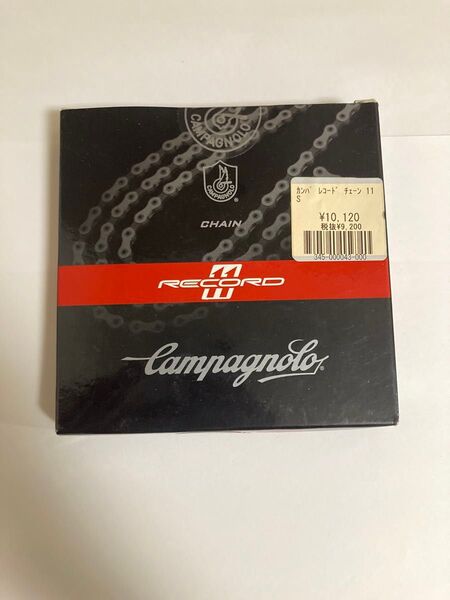 CAMPAGNOLO
CAMPAGNOLO
CHAIN
カンパ レコード チェーン 11
S
¥10,120
税抜¥9,200
345-000043-000
RECORD
Campagnolo